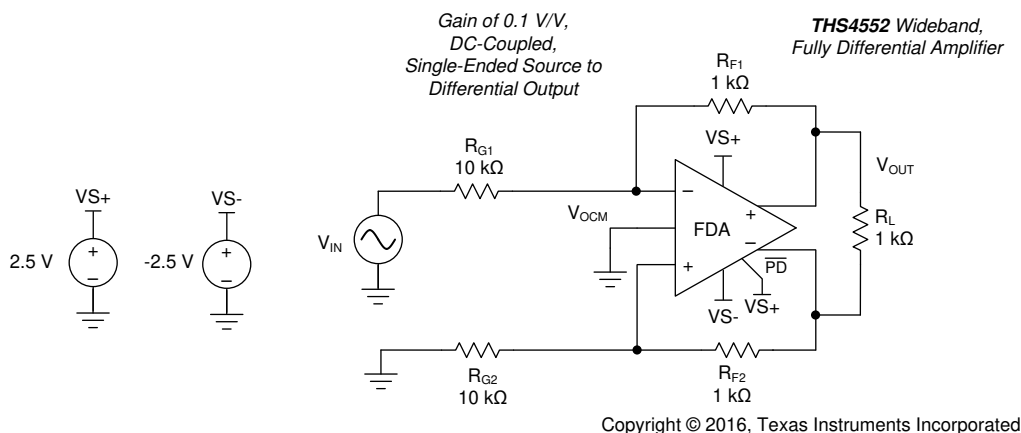 Gain of 0.1 V/V,
DC-Coupled,
Single-Ended Source to
Differential Output
THS4552 Wideband,
Fully Differential Amplifier
RF1
1 kΩ
VS+
RG1
10 kΩ
VOUT
VS+
VS-
VOCM
FDA
RL
1 kΩ
VIN
2.5 V
-2.5 V
PD
VS-
VS+
RG2
10 kΩ
RF2
1 kΩ
Copyright © 2016, Texas Instruments Incorporated